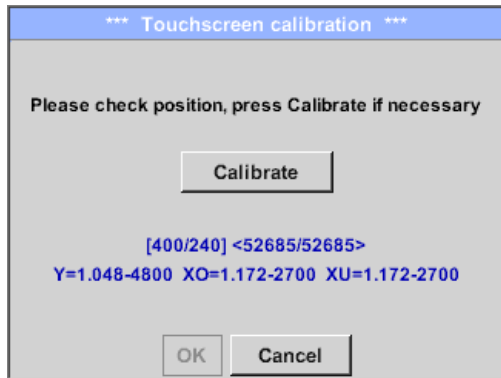 *** Touchscreen calibration ***
Please check position, press Calibrate if necessary
Calibrate
[400/240] <52685/52685>
Y=1.048-4800 XO=1.172-2700 XU=1.172-2700
OK Cancel